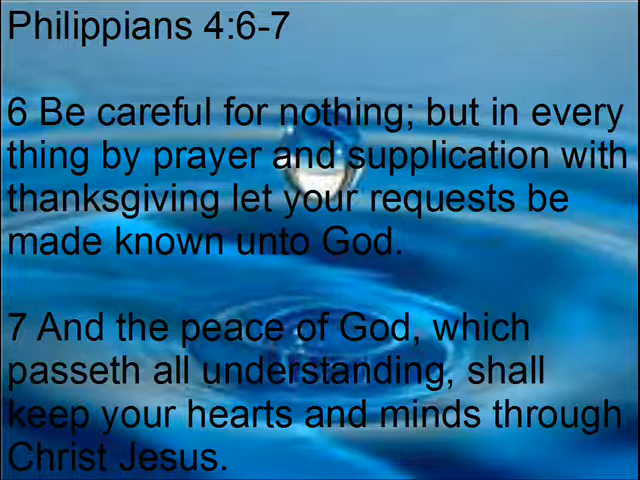 Philippians 4:6-7
6 Be careful for nothing; but in every
thing by prayer and supplication with
thanksgiving let your requests be
made known unto God.
7 And the peace of God, which
passeth all understanding, shall
keep your hearts and minds through
Christ Jesus.